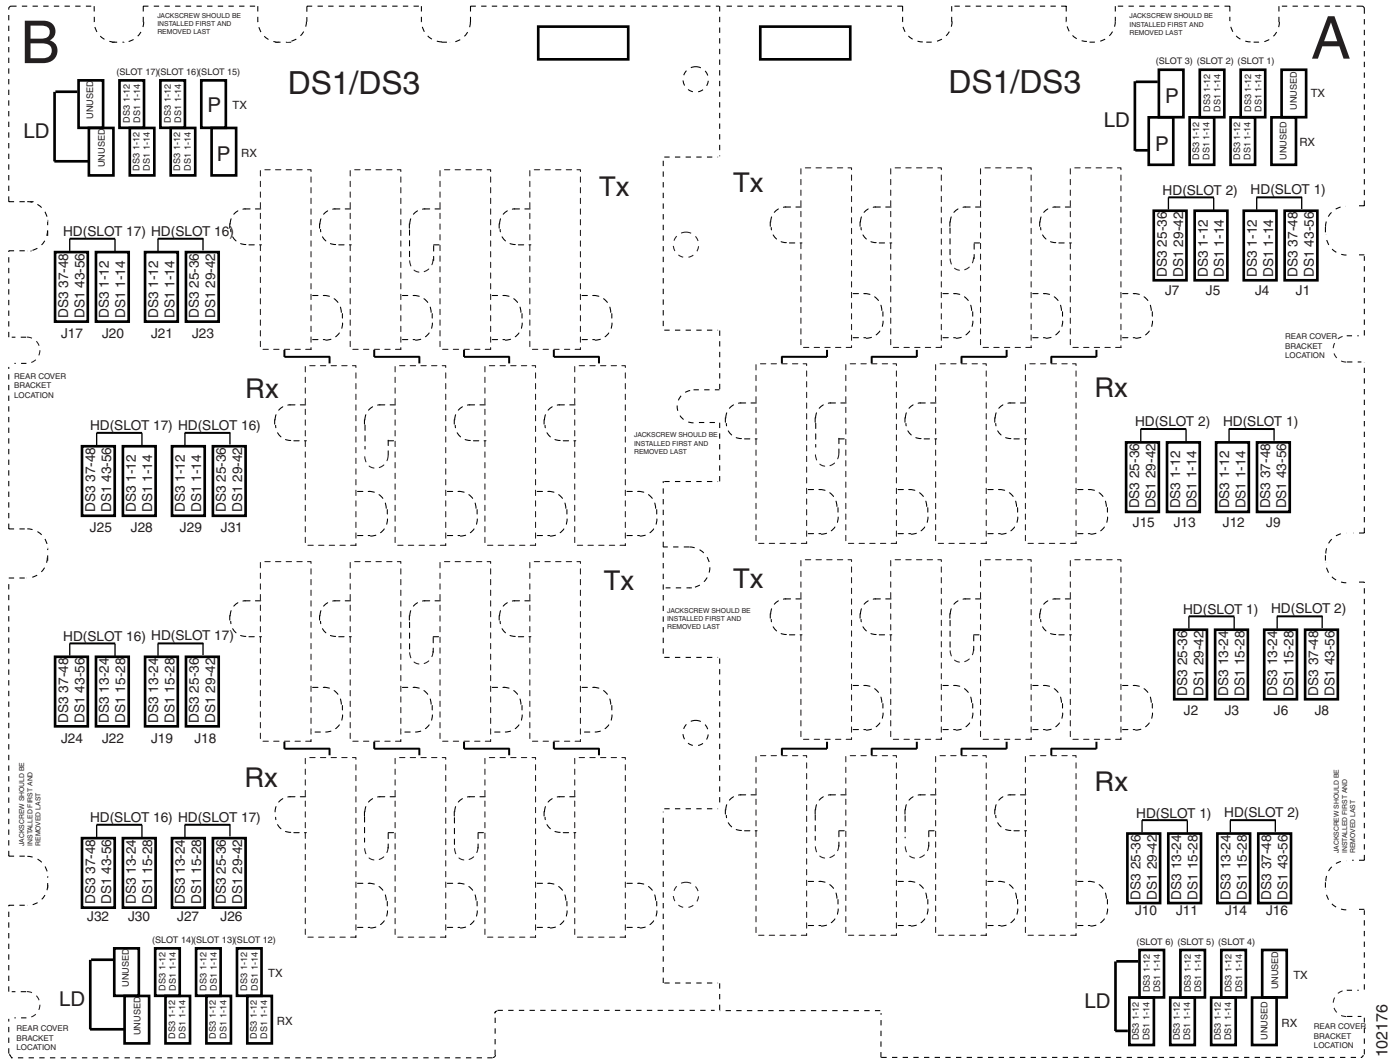 B
JACKSCREW SHOULD BE
INSTALLED FIRST AND
REMOVED LAST
DS1/DS3
(SLOT 17)(SLOT 16)(SLOT 15)
LD
UNUSED
DS3 1-12
DS1 1-14
DS3 1-12
DS1 1-14
P
TX
UNUSED
DS3 1-12
DS1 1-14
DS3 1-12
DS1 1-14
P
RX
Tx
HD(SLOT 17)
HD(SLOT 16)
DS3 37-48
DS1 43-56
DS3 1-12
DS1 1-14
DS3 1-12
DS1 1-14
DS3 25-36
DS1 29-42
J17
J20
J21
J23
REAR COVER
BRACKET
LOCATION
Rx
HD(SLOT 17)
HD(SLOT 16)
DS3 37-48
DS1 43-56
DS3 1-12
DS1 1-14
DS3 1-12
DS1 1-14
DS3 25-36
DS1 29-42
J25
J28
J29
J31
JACKSCREW SHOULD BE
INSTALLED FIRST AND
REMOVED LAST
Tx
JACKSCREW SHOULD BE
INSTALLED FIRST AND
REMOVED LAST
HD(SLOT 16)
HD(SLOT 17)
DS3 37-48
DS1 43-56
DS3 13-24
DS1 15-28
DS3 13-24
DS1 15-28
DS3 25-36
DS1 29-42
J24
J22
J19
J18
Rx
JACKSCREW SHOULD BE
INSTALLED FIRST AND
REMOVED LAST
HD(SLOT 16)
HD(SLOT 17)
DS3 37-48
DS1 43-56
DS3 13-24
DS1 15-28
DS3 13-24
DS1 15-28
DS3 25-36
DS1 29-42
J32
J30
J27
J26
(SLOT 14)(SLOT 13)(SLOT 12)
LD
UNUSED
DS3 1-12
DS1 1-14
DS3 1-12
DS1 1-14
DS3 1-12
DS1 1-14
TX
UNUSED
DS3 1-12
DS1 1-14
DS3 1-12
DS1 1-14
DS3 1-12
DS1 1-14
RX
REAR COVER
BRACKET
LOCATION
A
JACKSCREW SHOULD BE
INSTALLED FIRST AND
REMOVED LAST
DS1/DS3
(SLOT 3) (SLOT 2) (SLOT 1)
LD
P
DS3 1-12
DS1 1-14
DS3 1-12
DS1 1-14
UNUSED
TX
P
DS3 1-12
DS1 1-14
DS3 1-12
DS1 1-14
UNUSED
RX
Tx
HD(SLOT 2)
HD(SLOT 1)
DS3 25-36
DS1 29-42
DS3 1-12
DS1 1-14
DS3 1-12
DS1 1-14
DS3 37-48
DS1 43-56
J7
J5
J4
J1
REAR COVER
BRACKET
LOCATION
Rx
HD(SLOT 2)
HD(SLOT 1)
DS3 25-36
DS1 29-42
DS3 1-12
DS1 1-14
DS3 1-12
DS1 1-14
DS3 37-48
DS1 43-56
J15
J13
J12
J9
Tx
HD(SLOT 1)
HD(SLOT 2)
DS3 25-36
DS1 29-42
DS3 13-24
DS1 15-28
DS3 13-24
DS1 15-28
DS3 37-48
DS1 43-56
J2
J3
J6
J8
Rx
JACKSCREW SHOULD BE
INSTALLED FIRST AND
REMOVED LAST
HD(SLOT 1)
HD(SLOT 2)
DS3 25-36
DS1 29-42
DS3 13-24
DS1 15-28
DS3 13-24
DS1 15-28
DS3 37-48
DS1 43-56
J10
J11
J14
J16
(SLOT 6) (SLOT 5) (SLOT 4)
LD
DS3 1-12
DS1 1-14
DS3 1-12
DS1 1-14
DS3 1-12
DS1 1-14
UNUSED
TX
DS3 1-12
DS1 1-14
DS3 1-12
DS1 1-14
DS3 1-12
DS1 1-14
UNUSED
RX
REAR COVER
BRACKET
LOCATION
102176